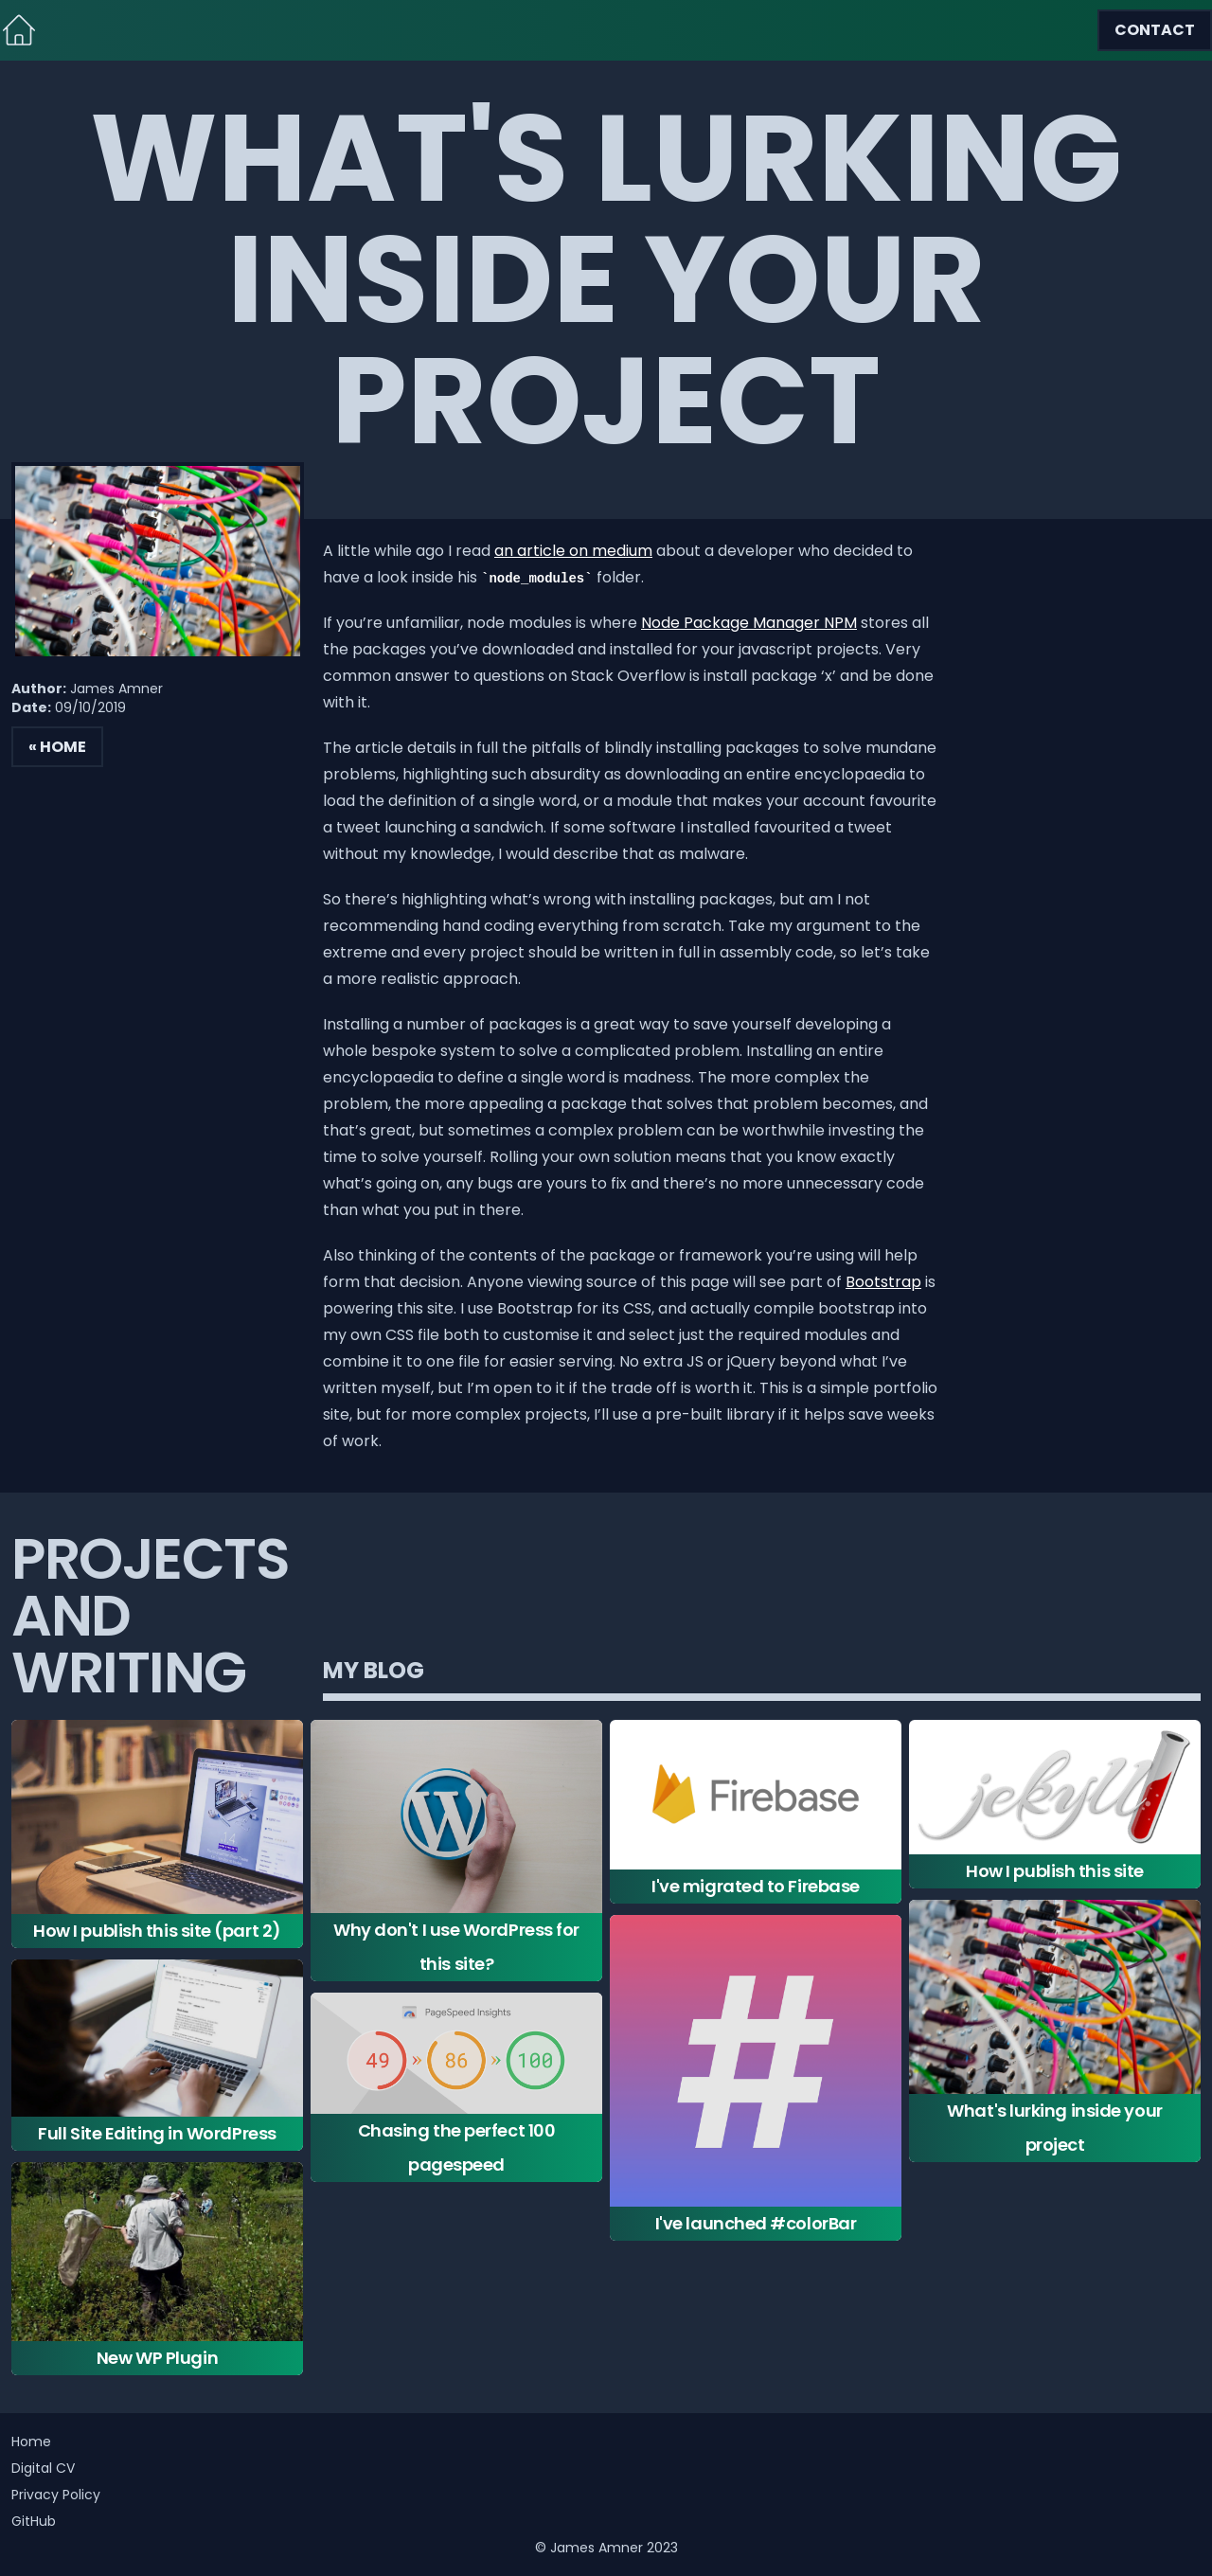 CONTACT
WHAT'S LURKING
INSIDE YOUR
PROJECT
Author: James Amner
Date: 09/10/2019
« HOME
A little while ago I read an article on medium about a developer who decided to
have a look inside his `node_modules` folder.
If you’re unfamiliar, node modules is where Node Package Manager NPM stores all
the packages you’ve downloaded and installed for your javascript projects. Very
common answer to questions on Stack Overflow is install package ‘x’ and be done
with it.
The article details in full the pitfalls of blindly installing packages to solve mundane
problems, highlighting such absurdity as downloading an entire encyclopaedia to
load the definition of a single word, or a module that makes your account favourite
a tweet launching a sandwich. If some software I installed favourited a tweet
without my knowledge, I would describe that as malware.
So there’s highlighting what’s wrong with installing packages, but am I not
recommending hand coding everything from scratch. Take my argument to the
extreme and every project should be written in full in assembly code, so let’s take
a more realistic approach.
Installing a number of packages is a great way to save yourself developing a
whole bespoke system to solve a complicated problem. Installing an entire
encyclopaedia to define a single word is madness. The more complex the
problem, the more appealing a package that solves that problem becomes, and
that’s great, but sometimes a complex problem can be worthwhile investing the
time to solve yourself. Rolling your own solution means that you know exactly
what’s going on, any bugs are yours to fix and there’s no more unnecessary code
than what you put in there.
Also thinking of the contents of the package or framework you’re using will help
form that decision. Anyone viewing source of this page will see part of Bootstrap is
powering this site. I use Bootstrap for its CSS, and actually compile bootstrap into
my own CSS file both to customise it and select just the required modules and
combine it to one file for easier serving. No extra JS or jQuery beyond what I’ve
written myself, but I’m open to it if the trade off is worth it. This is a simple portfolio
site, but for more complex projects, I’ll use a pre-built library if it helps save weeks
of work.
PROJECTS
AND
WRITING
MY BLOG
How I publish this site (part 2)
Full Site Editing in WordPress
New WP Plugin
W
Why don't I use WordPress for
this site?
PageSpeed Insights
49 » 86 » 100
Chasing the perfect 100
pagespeed
Firebase
I've migrated to Firebase
#
I've launched #colorBar
jekyll
How I publish this site
What's lurking inside your
project
Home
Digital CV
Privacy Policy
GitHub
© James Amner 2023